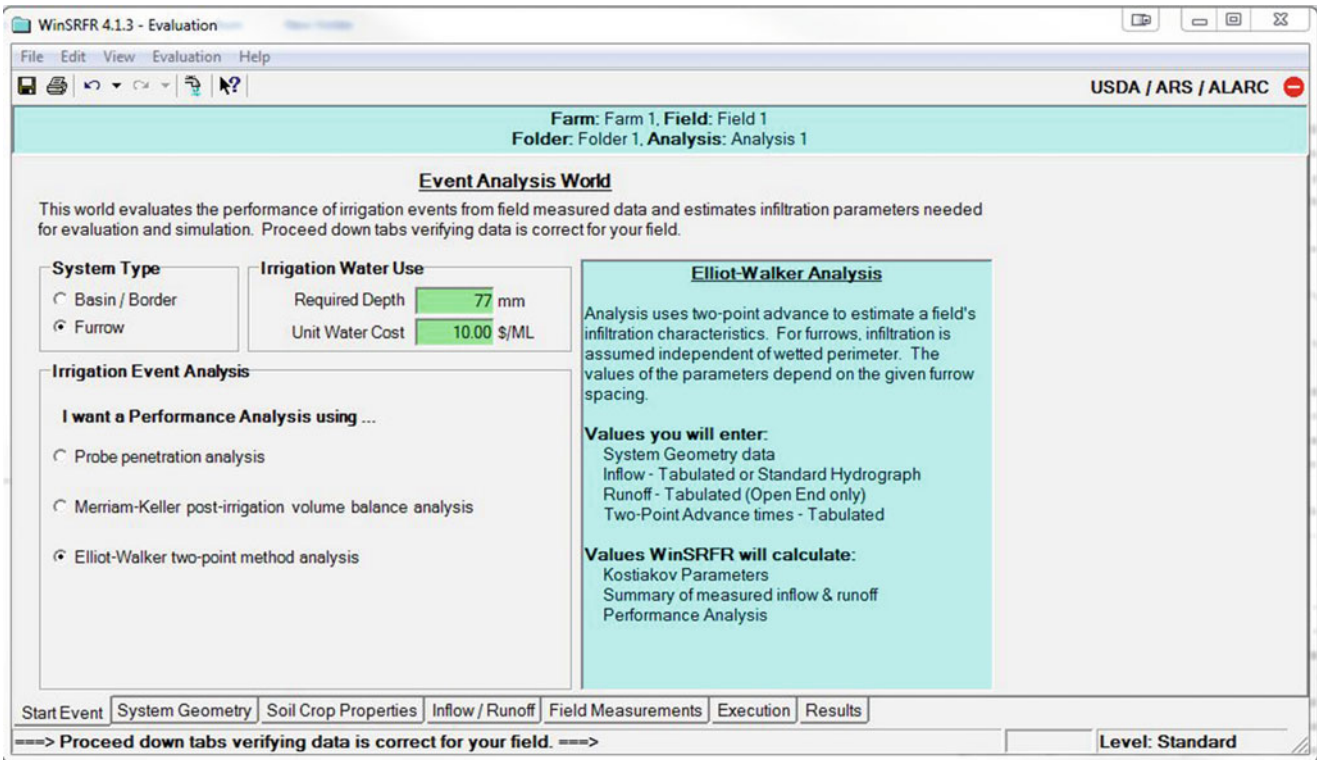 WinSRFR 4.1.3 - Evaluation
File Edit View Evaluation Help
USDA / ARS / ALARC
Farm: Farm 1, Field: Field 1
Folder: Folder 1, Analysis: Analysis 1
Event Analysis World
This world evaluates the performance of irrigation events from field measured data and estimates infiltration parameters needed
for evaluation and simulation. Proceed down tabs verifying data is correct for your field.
System Type
Basin / Border
Furrow
Irrigation Water Use
Required Depth 77 mm
Unit Water Cost 10.00 $/ML
Irrigation Event Analysis
I want a Performance Analysis using ...
Probe penetration analysis
Merriam-Keller post-irrigation volume balance analysis
Elliot-Walker two-point method analysis
Elliot-Walker Analysis
Analysis uses two-point advance to estimate a field's
infiltration characteristics. For furrows, infiltration is
assumed independent of wetted perimeter. The
values of the parameters depend on the given furrow
spacing.
Values you will enter:
System Geometry data
Inflow - Tabulated or Standard Hydrograph
Runoff - Tabulated (Open End only)
Two-Point Advance times - Tabulated
Values WinSRFR will calculate:
Kostiakov Parameters
Summary of measured inflow & runoff
Performance Analysis
Start Event System Geometry Soil Crop Properties Inflow / Runoff Field Measurements Execution Results
===> Proceed down tabs verifying data is correct for your field. ===>
Level: Standard